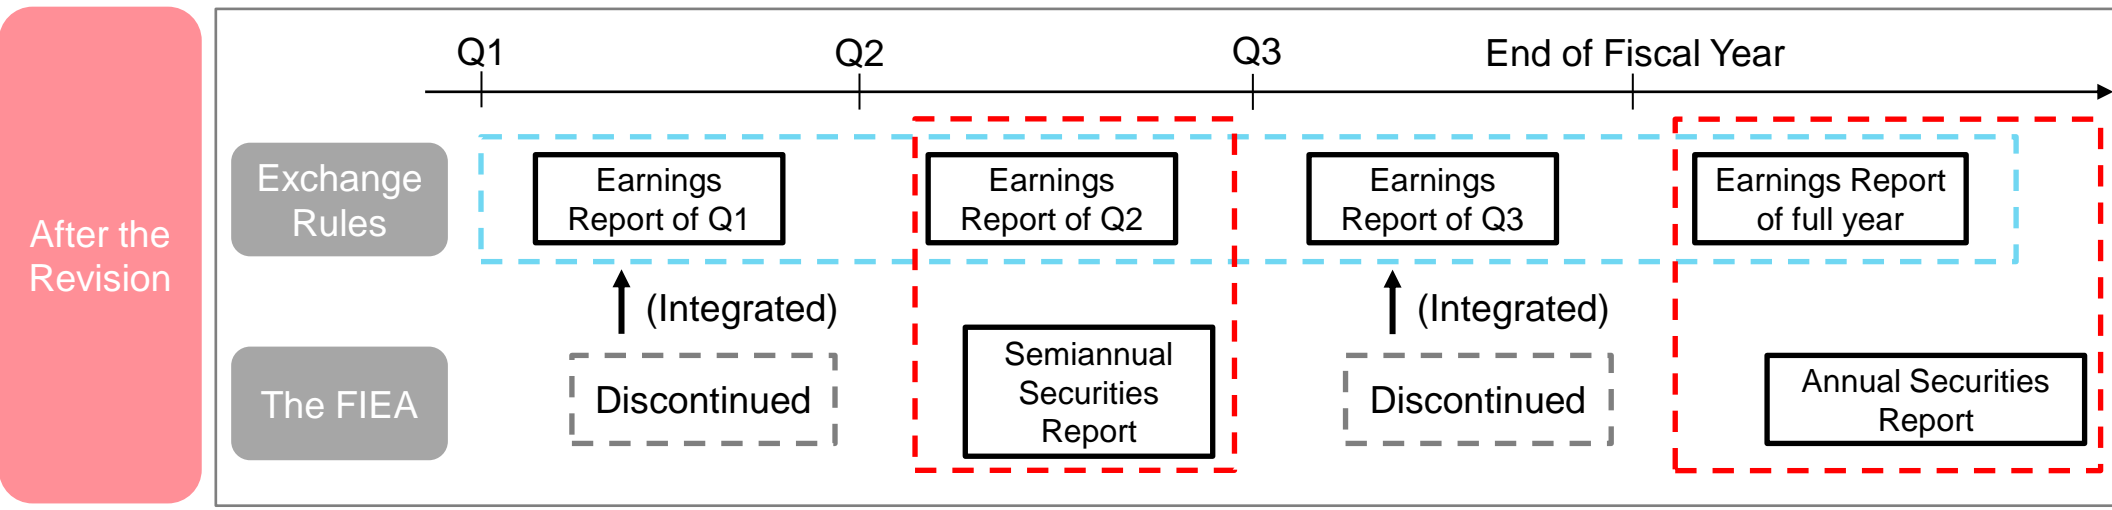 After the
Revision
Q1
Q2
Q3
End of Fiscal Year
Exchange
Rules
Earnings
Report of Q1
Earnings
Report of Q2
Earnings
Report of Q3
Earnings Report
of full year
(Integrated)
(Integrated)
The FIEA
Discontinued
Semiannual
Securities
Report
Discontinued
Annual Securities
Report